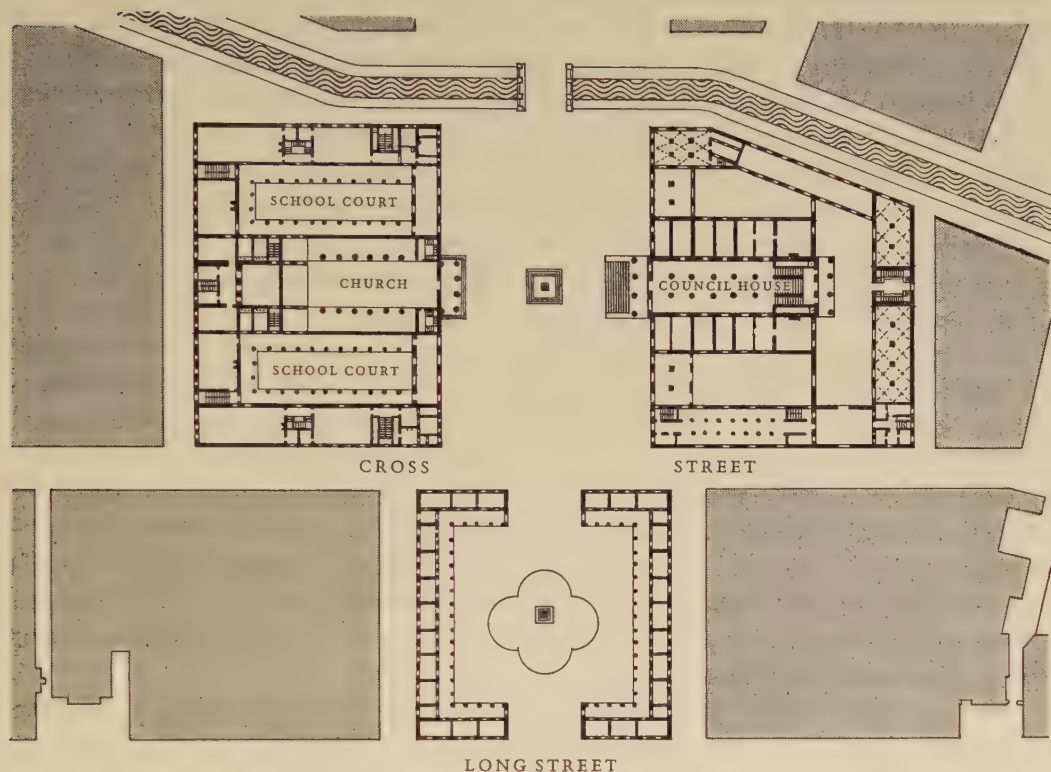 SCHOOL COURT
CHURCH
COUNCIL HOUSE
SCHOOL COURT
CROSS STREET
LONG STREET